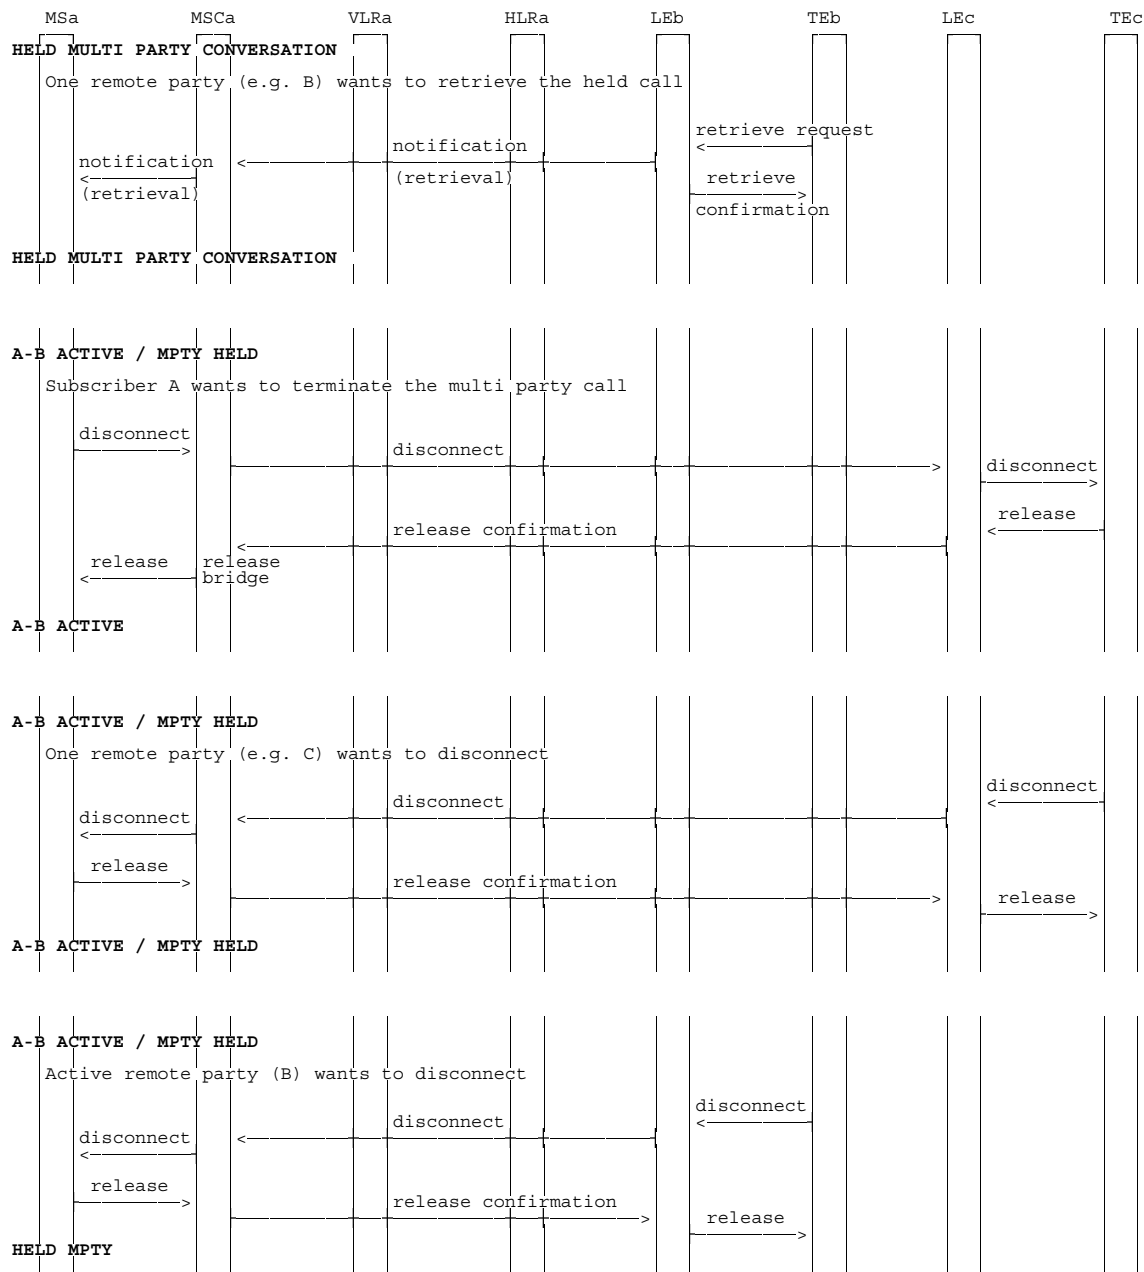 MSa MSCa VLRa HLRa LEb TEb LEc TEc
HELD MULTI PARTY CONVERSATION
One remote party (e.g. B) wants to retrieve the held call
retrieve request
notification
notification
(retrieval) retrieve
(retrieval)
confirmation
HELD MULTI PARTY CONVERSATION
A-B ACTIVE / MPTY HELD
Subscriber A wants to terminate the multi party call
disconnect
disconnect
disconnect
release
release confirmation
release release
bridge
A-B ACTIVE
A-B ACTIVE / MPTY HELD
One remote party (e.g. C) wants to disconnect
disconnect
disconnect
disconnect
release
release confirmation
release
A-B ACTIVE / MPTY HELD
A-B ACTIVE / MPTY HELD
Active remote party (B) wants to disconnect
disconnect
disconnect
disconnect
release
release confirmation
release
HELD MPTY